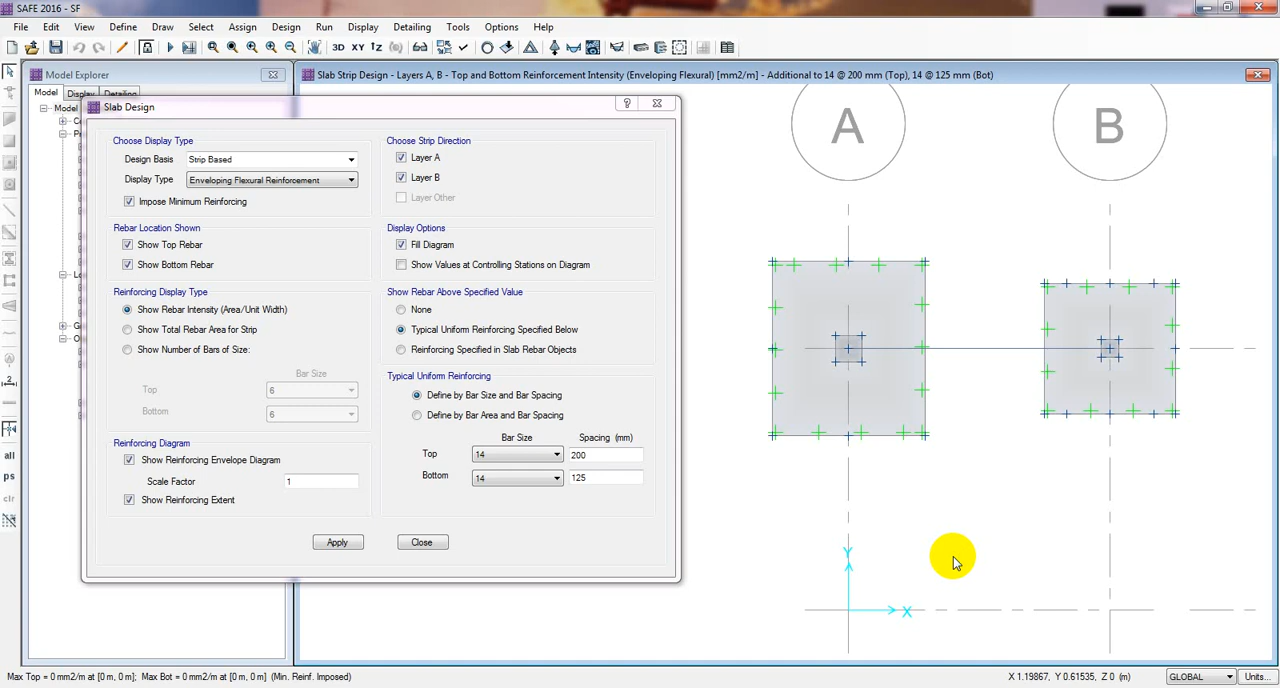 SAFE 2016 - SF
File Edit View Define Draw Select Assign Design Run Display Detailing Tools Options Help
3D XY
Model Explorer
Slab Strip Design - Layers A, B - Top and Bottom Reinforcement Intensity (Enveloping Flexural) [mm2/m] - Additional to 14 @ 200 mm (Top), 14 @ 125 mm (Bot)
Model Display Detailing
Model
Slab Design
Choose Display Type
Design Basis Strip Based
Display Type Enveloping Flexural Reinforcement
Impose Minimum Reinforcing
Rebar Location Shown
Show Top Rebar
Show Bottom Rebar
Reinforcing Display Type
Show Rebar Intensity (Area/Unit Width)
Show Total Rebar Area for Strip
Show Number of Bars of Size:
Bar Size
Top 6
Bottom 6
Reinforcing Diagram
Show Reinforcing Envelope Diagram
Scale Factor 1
Show Reinforcing Extent
Choose Strip Direction
Layer A
Layer B
Layer Other
Display Options
Fill Diagram
Show Values at Controlling Stations on Diagram
Show Rebar Above Specified Value
None
Typical Uniform Reinforcing Specified Below
Reinforcing Specified in Slab Rebar Objects
Typical Uniform Reinforcing
Define by Bar Size and Bar Spacing
Define by Bar Area and Bar Spacing
Bar Size Spacing (mm)
Top 14 200
Bottom 14 125
Apply Close
A B
Y
X
all
ps
clr
Max Top = 0 mm2/m at [0 m, 0 m]; Max Bot = 0 mm2/m at [0 m, 0 m] (Min. Reinf. Imposed)
X 1.19867, Y 0.61535, Z 0 (m)
GLOBAL
Units...